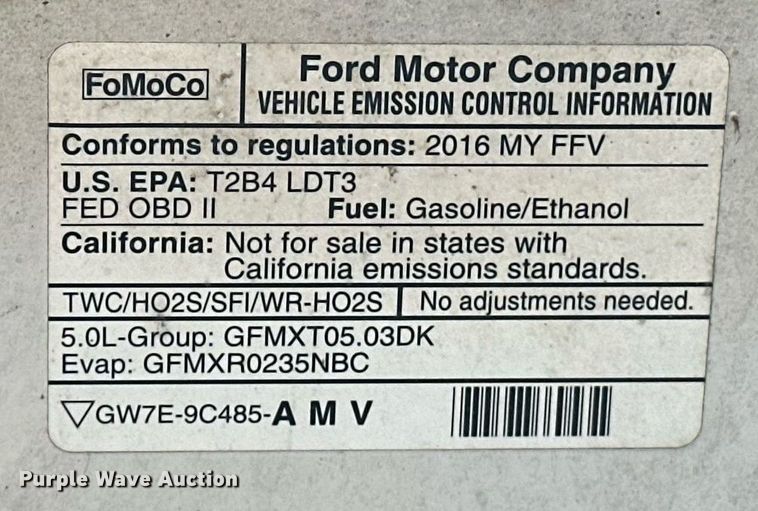 FoMoCo
Ford Motor Company
VEHICLE EMISSION CONTROL INFORMATION
Conforms to regulations: 2016 MY FFV
U.S. EPA: T2B4 LDT3
FED OBD II Fuel: Gasoline/Ethanol
California: Not for sale in states with
California emissions standards.
TWC/HO2S/SFI/WR-HO2S No adjustments needed.
5.0L-Group: GFMXT05.03DK
Evap: GFMXR0235NBC
▽GW7E-9C485-A M V
Purple Wave Auction